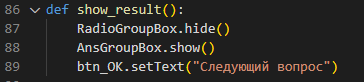 86 def show_result():
87 RadioGroupBox.hide()
88 AnsGroupBox.show()
89 btn_OK.setText("Следующий вопрос")